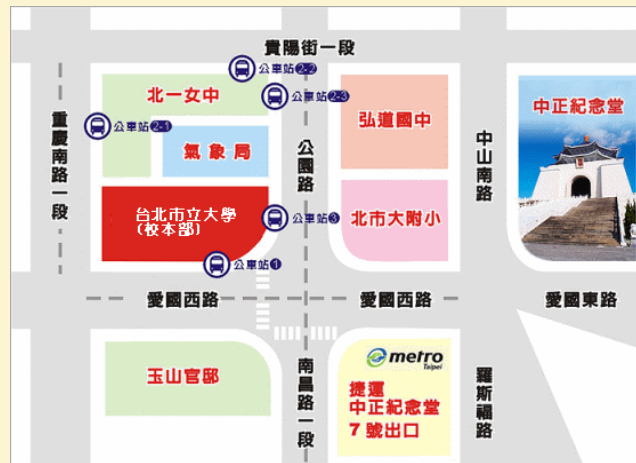 貴陽街一段
公車站2-2
北一女中
公車站2-3
中正紀念堂
弘道國中
公車站2-1
重慶南路一段
氣象局
公園路
中山南路
台北市立大學
(校本部)
公車站3
北市大附小
公車站1
愛國西路
愛國西路
愛國東路
metro
Taipei
玉山官邸
南昌路一段
捷運
中正紀念堂
7號出口
羅斯福路